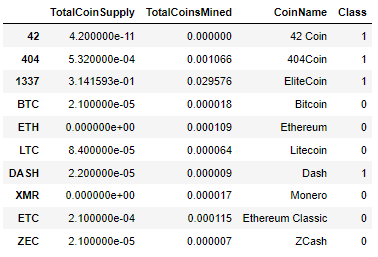 TotalCoinSupply TotalCoinsMined CoinName Class
42 4.200000e-11 0.000000 42 Coin 1
404 5.320000e-04 0.001066 404Coin 1
1337 3.141593e-01 0.029576 EliteCoin 1
BTC 2.100000e-05 0.000018 Bitcoin 0
ETH 0.000000e+00 0.000109 Ethereum 0
LTC 8.400000e-05 0.000064 Litecoin 0
DASH 2.200000e-05 0.000009 Dash 1
XMR 0.000000e+00 0.000017 Monero 0
ETC 2.100000e-04 0.000115 Ethereum Classic 0
ZEC 2.100000e-05 0.000007 ZCash 0